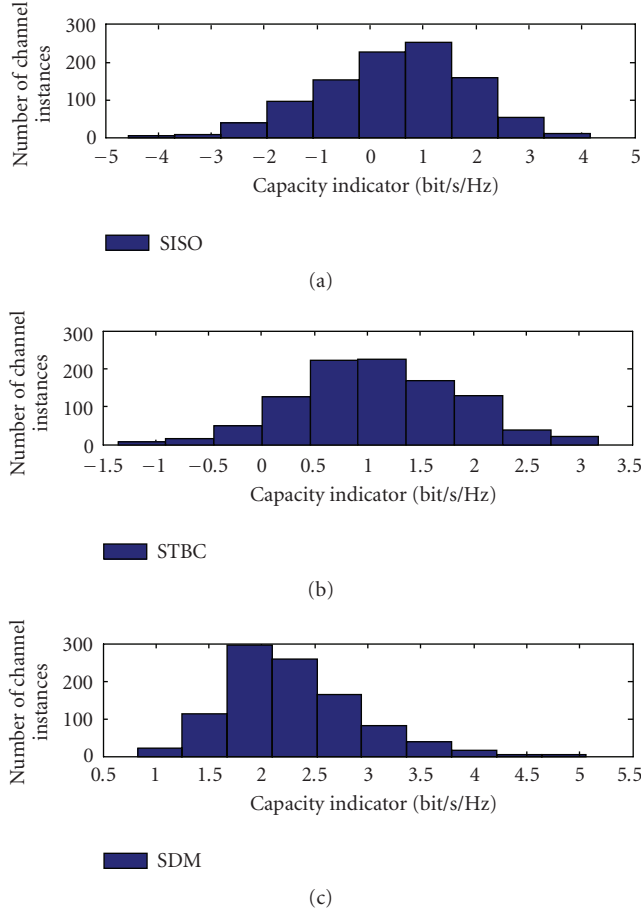 Number of channel
instances
300
200
100
0
−5 −4 −3 −2 −1 0 1 2 3 4 5
Capacity indicator (bit/s/Hz)
SISO
(a)
Number of channel
instances
300
200
100
0
−1.5 −1 −0.5 0 0.5 1 1.5 2 2.5 3 3.5
Capacity indicator (bit/s/Hz)
STBC
(b)
Number of channel
instances
300
200
100
0
0.5 1 1.5 2 2.5 3 3.5 4 4.5 5 5.5
Capacity indicator (bit/s/Hz)
SDM
(c)